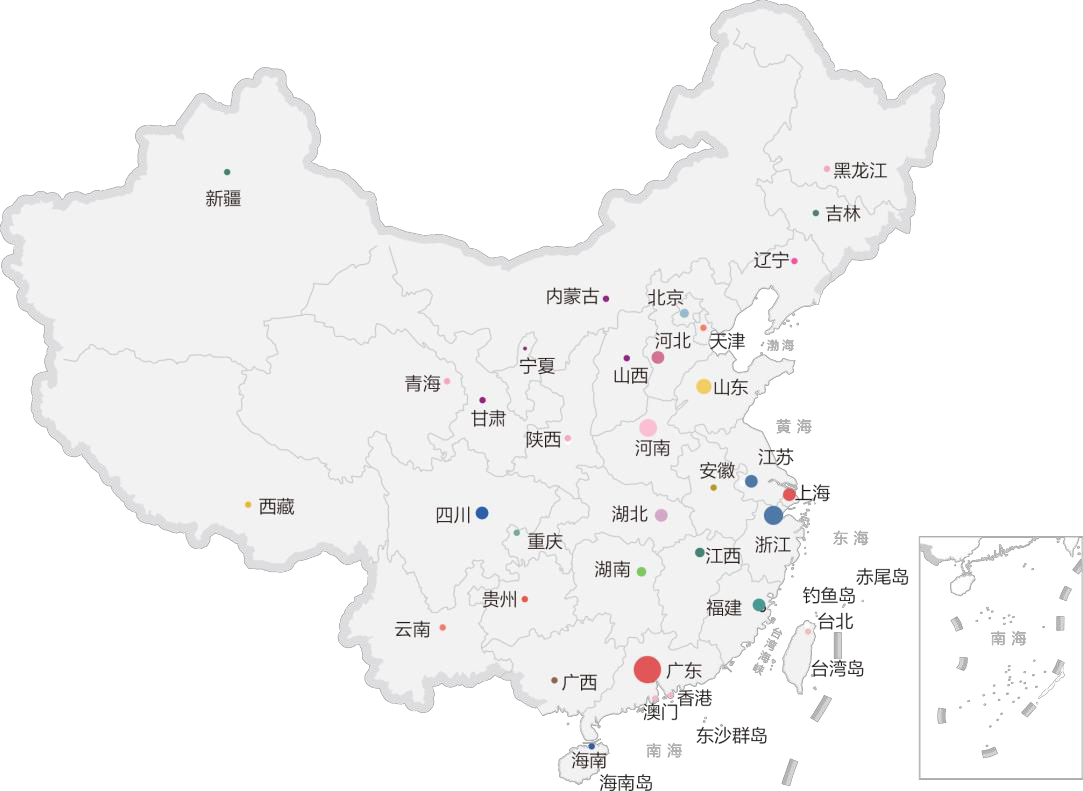 黑龙江
新疆
吉林
辽宁
内蒙古
北京
河北
天津
渤海
宁夏
山西
青海
山东
甘肃
黄海
陕西
河南
江苏
安徽
上海
西藏
四川
湖北
重庆
浙江
东海
江西
湖南
赤尾岛
钓鱼岛
贵州
福建
台北
云南
台湾海峡
南海
台湾岛
广东
广西
香港
澳门
东沙群岛
南海
海南
海南岛